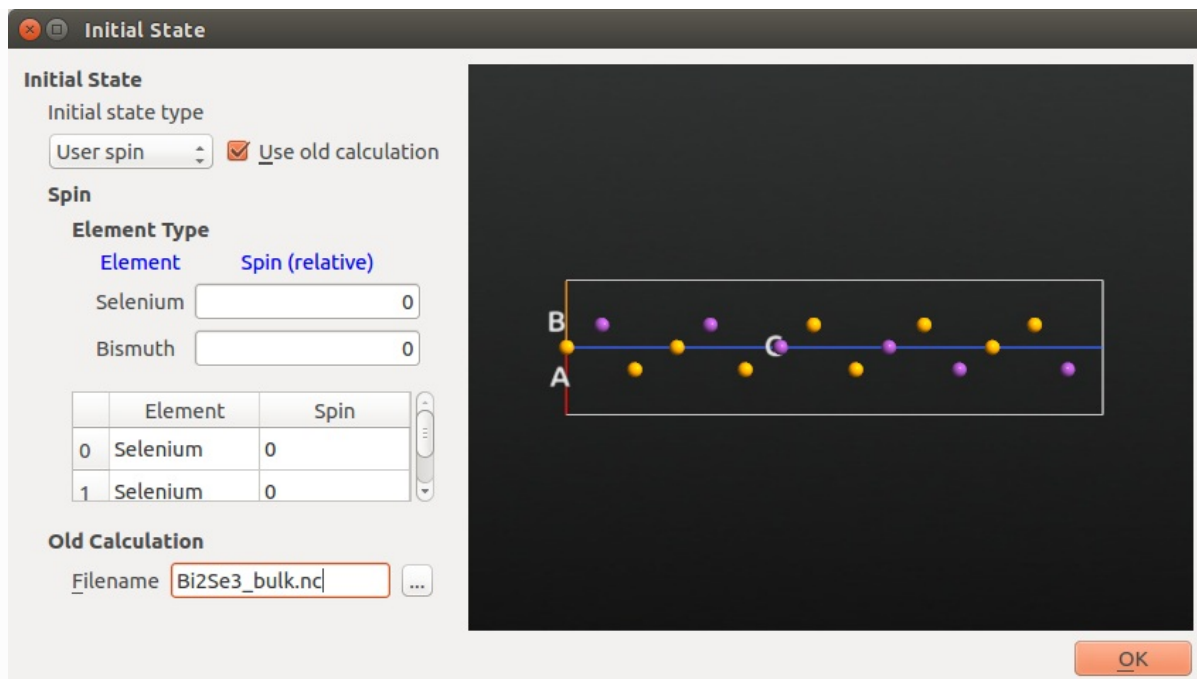 Initial State
Initial State
Initial state type
User spin Use old calculation
Spin
Element Type
Element Spin (relative)
Selenium 0
Bismuth 0
Element Spin
0 Selenium 0
1 Selenium 0
Old Calculation
Filename Bi2Se3_bulk.nc ...
B
C
A
OK